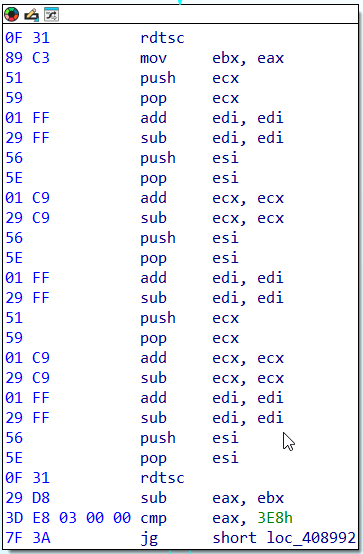 0F 31 rdtsc
89 C3 mov ebx, eax
51 push ecx
59 pop ecx
01 FF add edi, edi
29 FF sub edi, edi
56 push esi
5E pop esi
01 C9 add ecx, ecx
29 C9 sub ecx, ecx
56 push esi
5E pop esi
01 FF add edi, edi
29 FF sub edi, edi
51 push ecx
59 pop ecx
01 C9 add ecx, ecx
29 C9 sub ecx, ecx
01 FF add edi, edi
29 FF sub edi, edi
56 push esi
5E pop esi
0F 31 rdtsc
29 D8 sub eax, ebx
3D E8 03 00 00 cmp eax, 3E8h
7F 3A jg short loc_408992